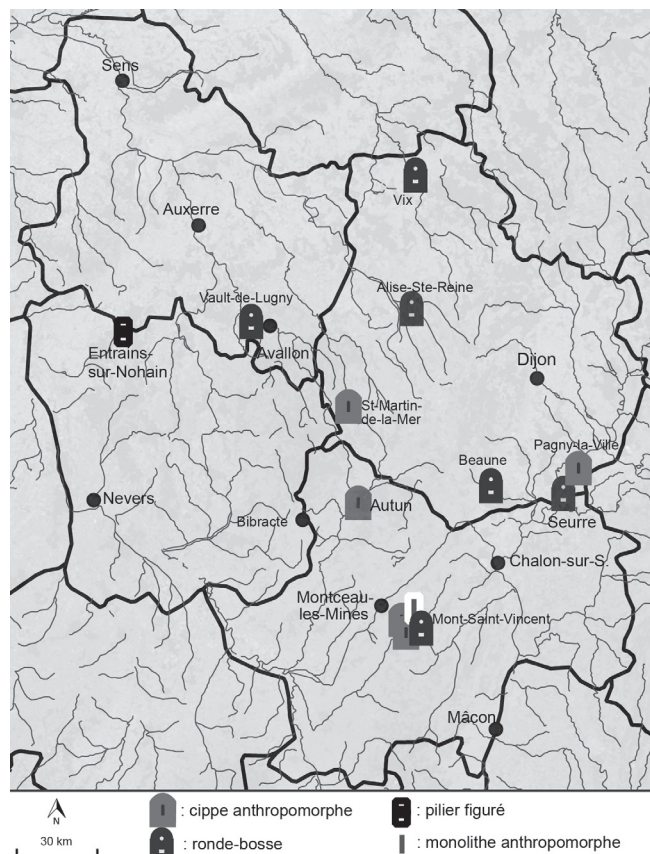 Sens
Vix
Auxerre
Alise-Ste-Reine
Vault-de-Lugny
Avallon
Entrains-
sur-Nohain
Dijon
St-Martin-
de-la-Mer
Pagny-la-Ville
Beaune
Nevers
Autun
Seurre
Bibracte
Chalon-sur-S.
Montceau-
les-Mines
Mont-Saint-Vincent
Mâcon
N
30 km
: cippe anthropomorphe
: pilier figuré
: ronde-bosse
: monolithe anthropomorphe